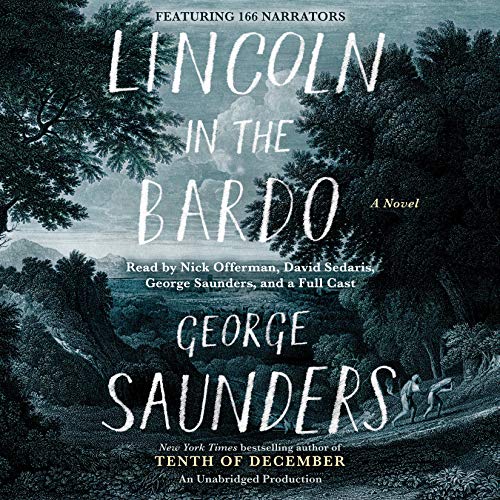 FEATURING 166 NARRATORS
LINCOLN
IN THE
BARDO
A Novel
Read by Nick Offerman, David Sedaris,
George Saunders, and a Full Cast
GEORGE
SAUNDERS
New York Times bestselling author of
TENTH OF DECEMBER
An Unabridged Production